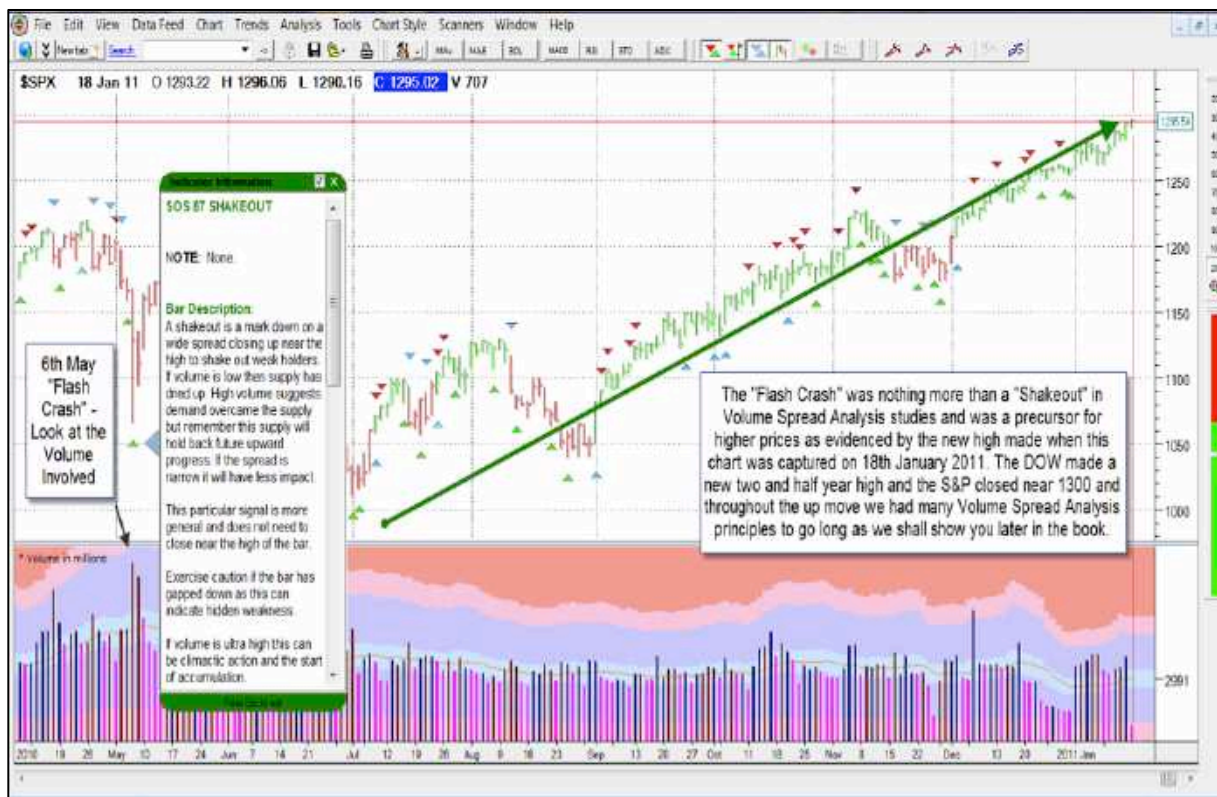 File Edit View Data Feed Chart Trends Analysis Tools Chart Style Scanners Window Help
New tab Search
$SPX 18 Jan 11 O 1293.22 H 1296.06 L 1290.16 C 1295.02 V 707
1250
1200
1150
1100
1050
1000
Indicator Information
SOS 87 SHAKEOUT
NOTE: None.
Bar Description:
A shakeout is a mark down on a
wide spread closing up near the
high to shake out weak holders.
If volume is low then supply has
dried up. High volume suggests
demand overcame the supply
but remember this supply will
hold back future upward
progress. If the spread is
narrow it will have less impact.
This particular signal is more
general and does not need to
close near the high of the bar.
Exercise caution if the bar has
gapped down as this can
indicate hidden weakness.
If volume is ultra high this can
be climactic action and the start
of accumulation.
6th May
"Flash
Crash" -
Look at the
Volume
Involved
The "Flash Crash" was nothing more than a "Shakeout" in
Volume Spread Analysis studies and was a precursor for
higher prices as evidenced by the new high made when this
chart was captured on 18th January 2011. The DOW made a
new two and half year high and the S&P closed near 1300 and
throughout the up move we had many Volume Spread Analysis
principles to go long as we shall show you later in the book.
* Volume in millions
2991
2010 19 26 May 10 17 24 Jun 7 14 21 Jul 12 19 26 Aug 9 16 23 Sep 13 20 27 Oct 11 18 25 Nov 8 15 22 Dec 13 20 2011 Jan